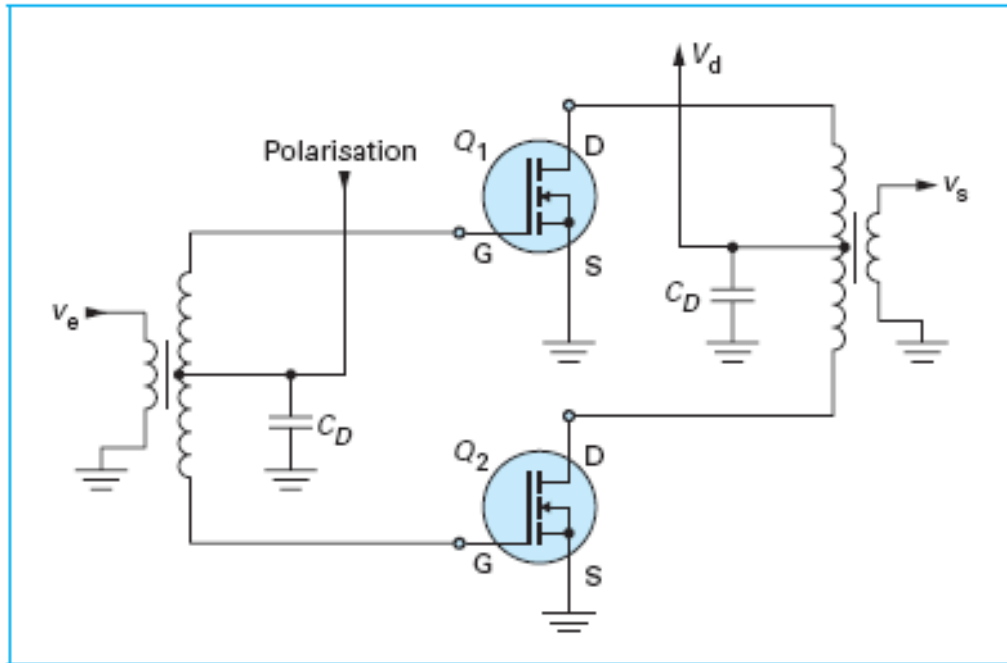 V_d
Q_1
D
Polarisation
v_s
G
S
C_D
v_e
C_D
Q_2
D
G
S